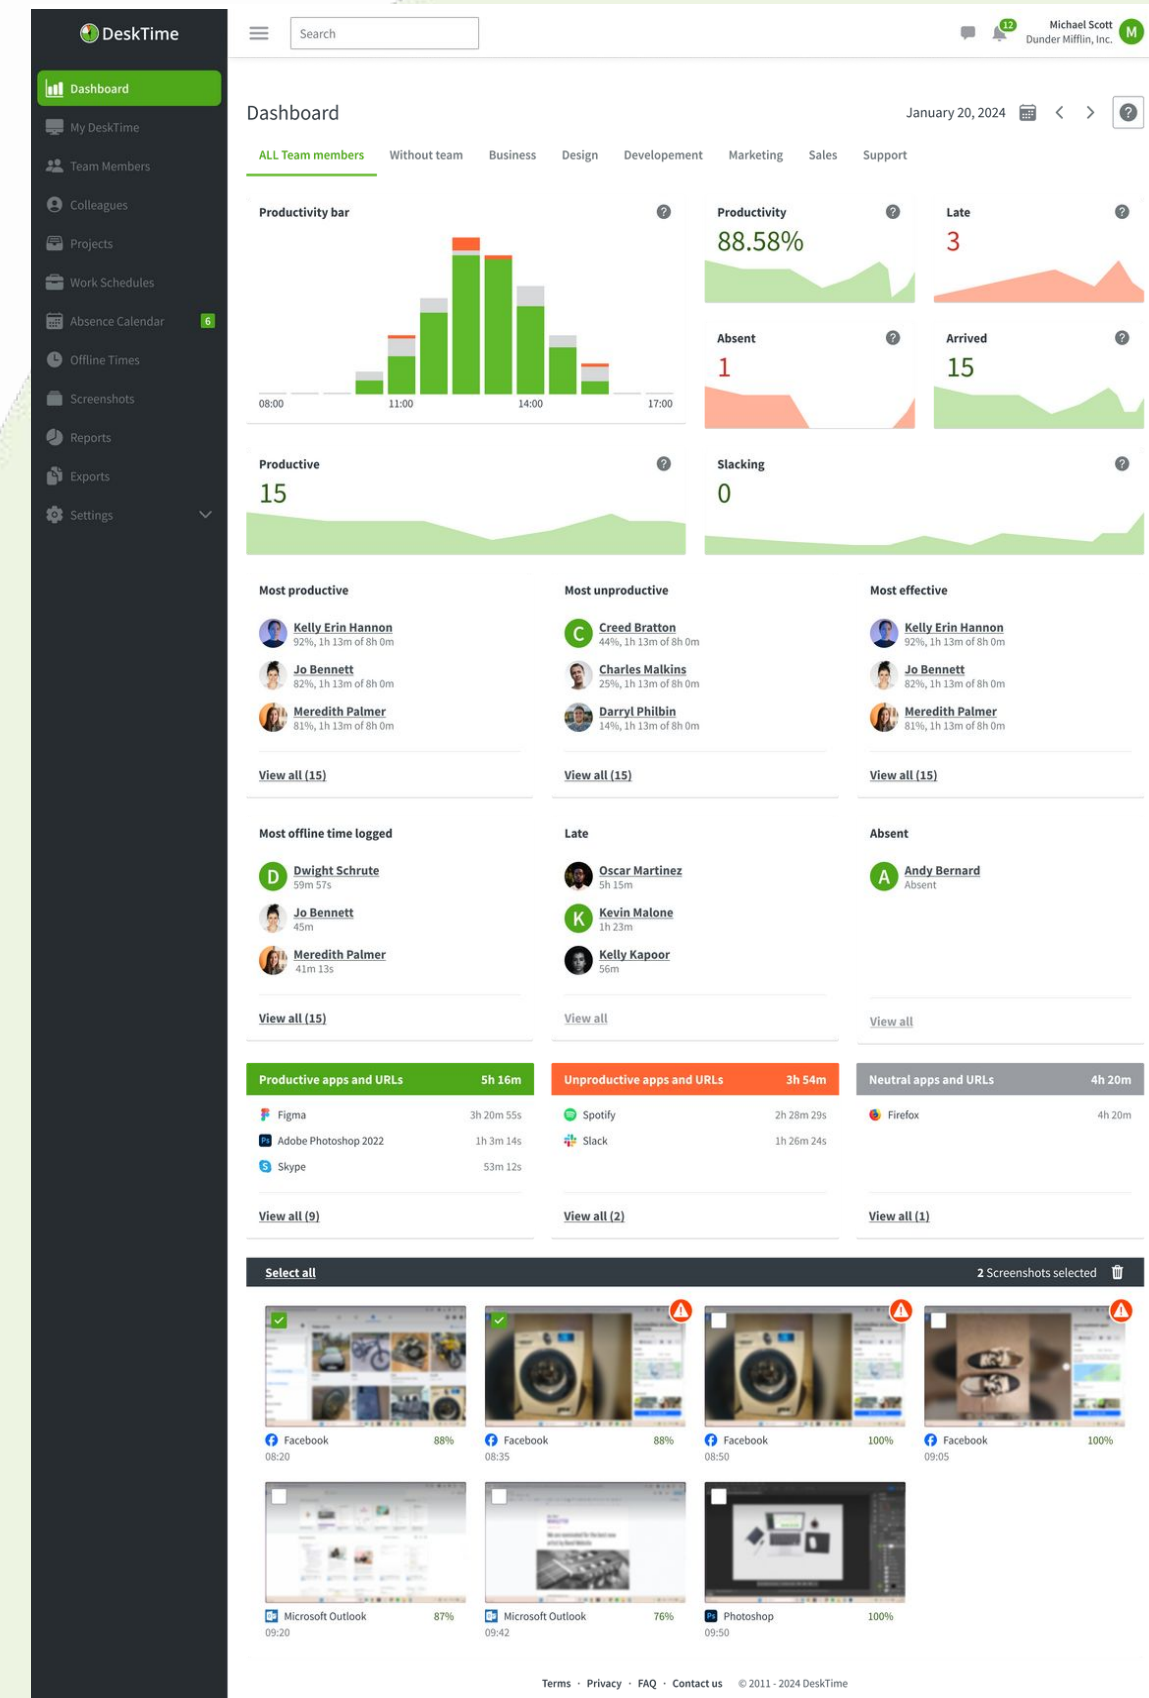 DeskTime
Search
12
Michael Scott
Dunder Mifflin, Inc.
M
Dashboard
My DeskTime
Team Members
Colleagues
Projects
Work Schedules
Absence Calendar 6
Offline Times
Screenshots
Reports
Exports
Settings
Dashboard
January 20, 2024
ALL Team members Without team Business Design Developement Marketing Sales Support
Productivity bar
08:00 11:00 14:00 17:00
Productivity
88.58%
Late
3
Absent
1
Arrived
15
Productive
15
Slacking
0
Most productive
Kelly Erin Hannon
92%, 1h 13m of 8h 0m
Jo Bennett
82%, 1h 13m of 8h 0m
Meredith Palmer
81%, 1h 13m of 8h 0m
View all (15)
Most unproductive
C
Creed Bratton
44%, 1h 13m of 8h 0m
Charles Malkins
25%, 1h 13m of 8h 0m
Darryl Philbin
14%, 1h 13m of 8h 0m
View all (15)
Most effective
Kelly Erin Hannon
92%, 1h 13m of 8h 0m
Jo Bennett
82%, 1h 13m of 8h 0m
Meredith Palmer
81%, 1h 13m of 8h 0m
View all (15)
Most offline time logged
D
Dwight Schrute
59m 57s
Jo Bennett
45m
Meredith Palmer
41m 13s
View all (15)
Late
Oscar Martinez
5h 15m
K
Kevin Malone
1h 23m
Kelly Kapoor
56m
View all
Absent
A
Andy Bernard
Absent
View all
Productive apps and URLs 5h 16m
Figma 3h 20m 55s
Adobe Photoshop 2022 1h 3m 14s
Skype 53m 12s
View all (9)
Unproductive apps and URLs 3h 54m
Spotify 2h 28m 29s
Slack 1h 26m 24s
View all (2)
Neutral apps and URLs 4h 20m
Firefox 4h 20m
View all (1)
Select all
2 Screenshots selected
Facebook 88%
08:20
Facebook 88%
08:35
Facebook 100%
08:50
Facebook 100%
09:05
Microsoft Outlook 87%
09:20
Microsoft Outlook 76%
09:42
Photoshop 100%
09:50
Terms · Privacy · FAQ · Contact us © 2011 - 2024 DeskTime